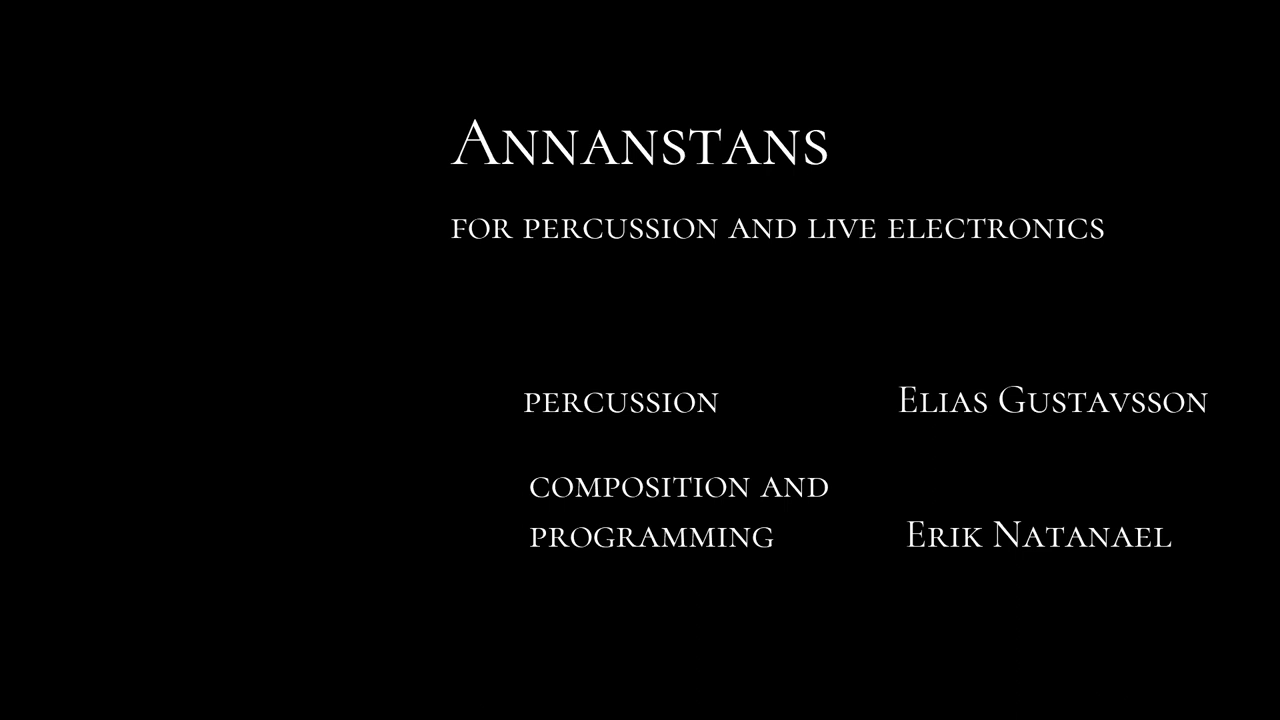 Annanstans
for percussion and live electronics
percussion Elias Gustavsson
composition and
programming Erik Natanael